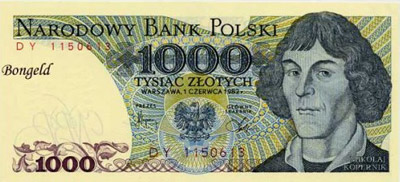 NARODOWY BANK POLSKI
DY 1150613
1000
TYSIĄC ZŁOTYCH
WARSZAWA, 1 CZERWCA 1982 r.
PREZES
GŁÓWNY
SKARBNIK
Bongeld
DY 1150613
1000
MIKOŁAJ
KOPERNIK